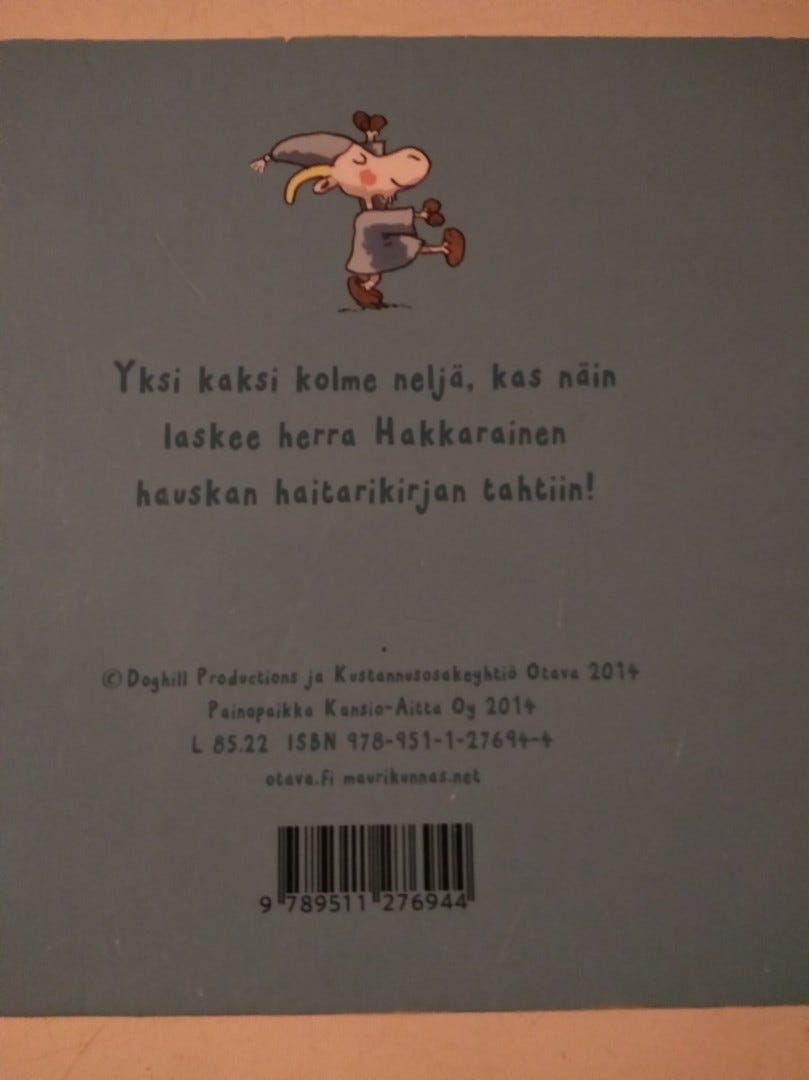 Yksi kaksi kolme neljä, kas näin
laskee herra Hakkarainen
hauskan haitarikirjan tahtiin!
© Doghill Productions ja Kustannusosakeyhtiö Otava 2014
Painopaikka Kansio-Aitta Oy 2014
L 85.22 ISBN 978-951-1-27694-4
otava.fi maurikunnas.net
9 789511 276944